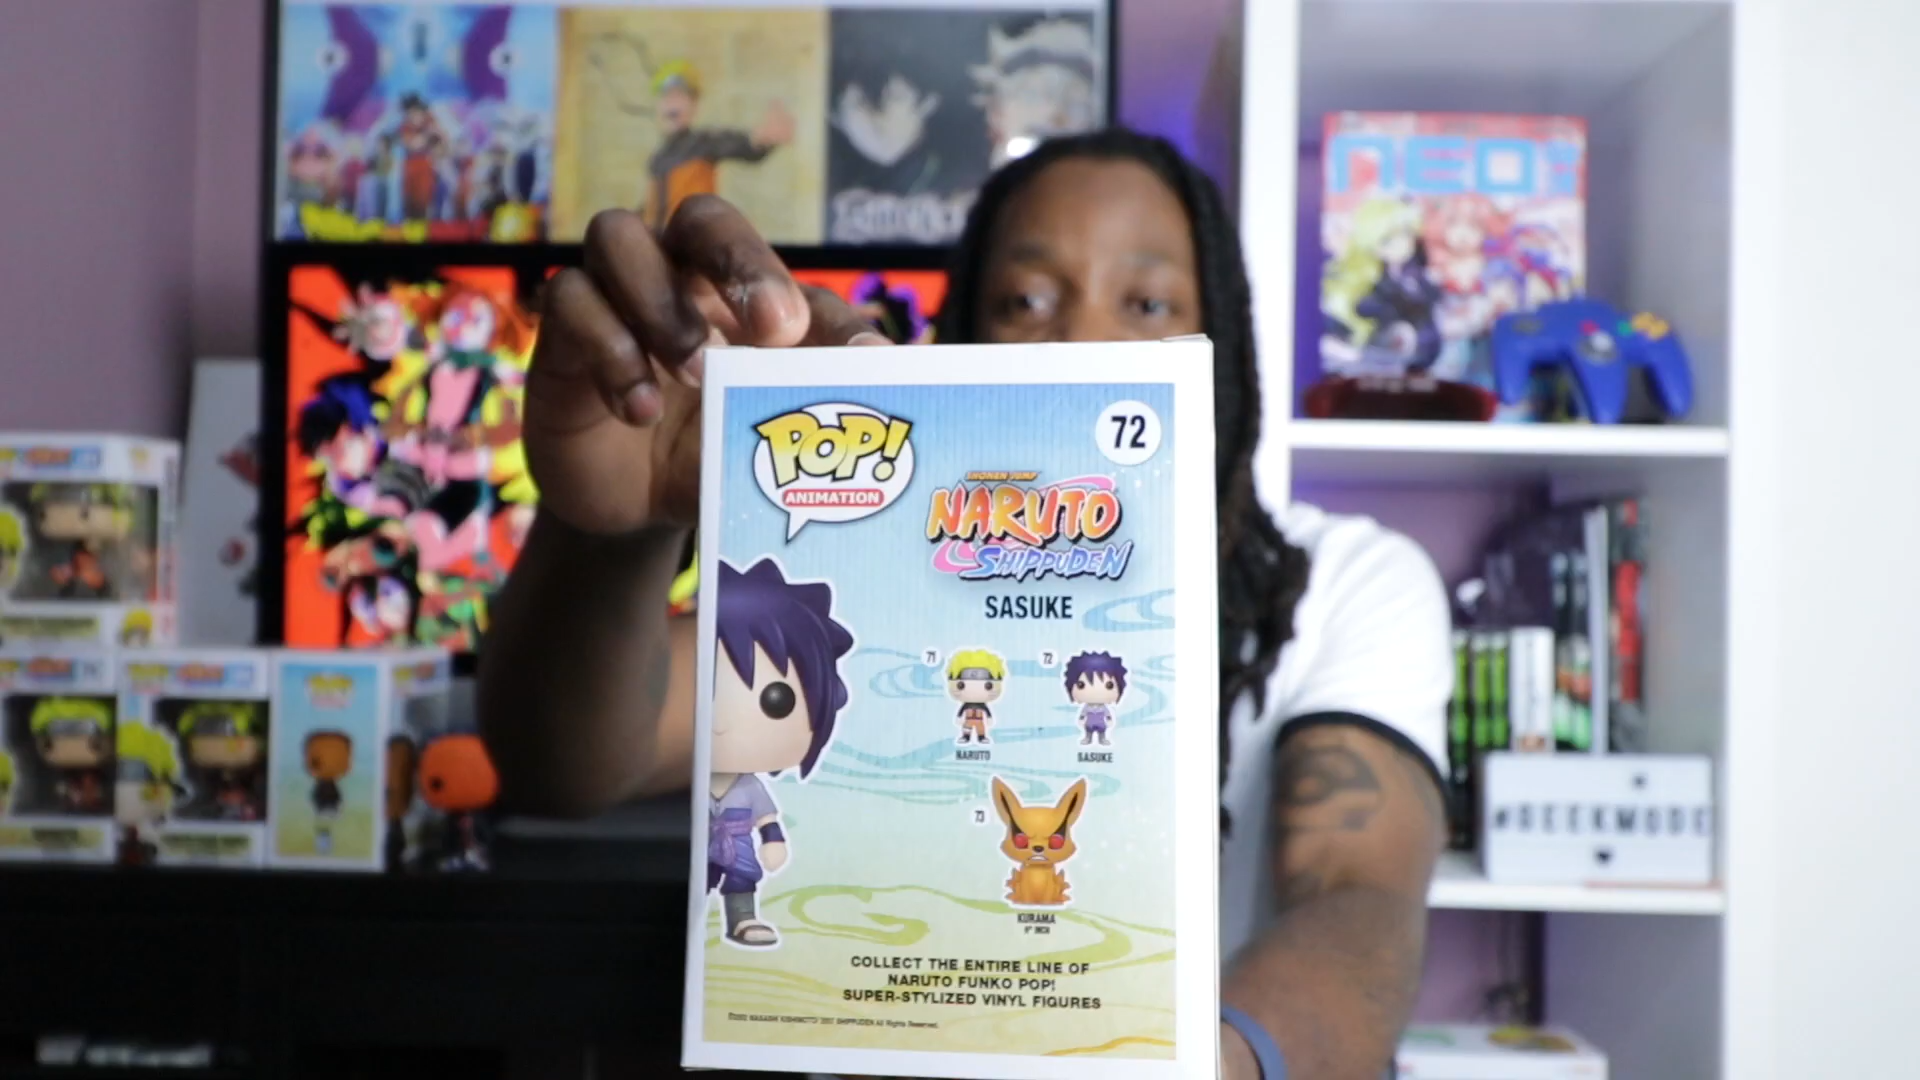 NEO
POP!
ANIMATION
72
SHONEN JUMP
NARUTO
SHIPPUDEN
SASUKE
71
72
NARUTO
SASUKE
73
KURAMA
6" INCH
COLLECT THE ENTIRE LINE OF
NARUTO FUNKO POP!
SUPER-STYLIZED VINYL FIGURES
#GEEKMODE